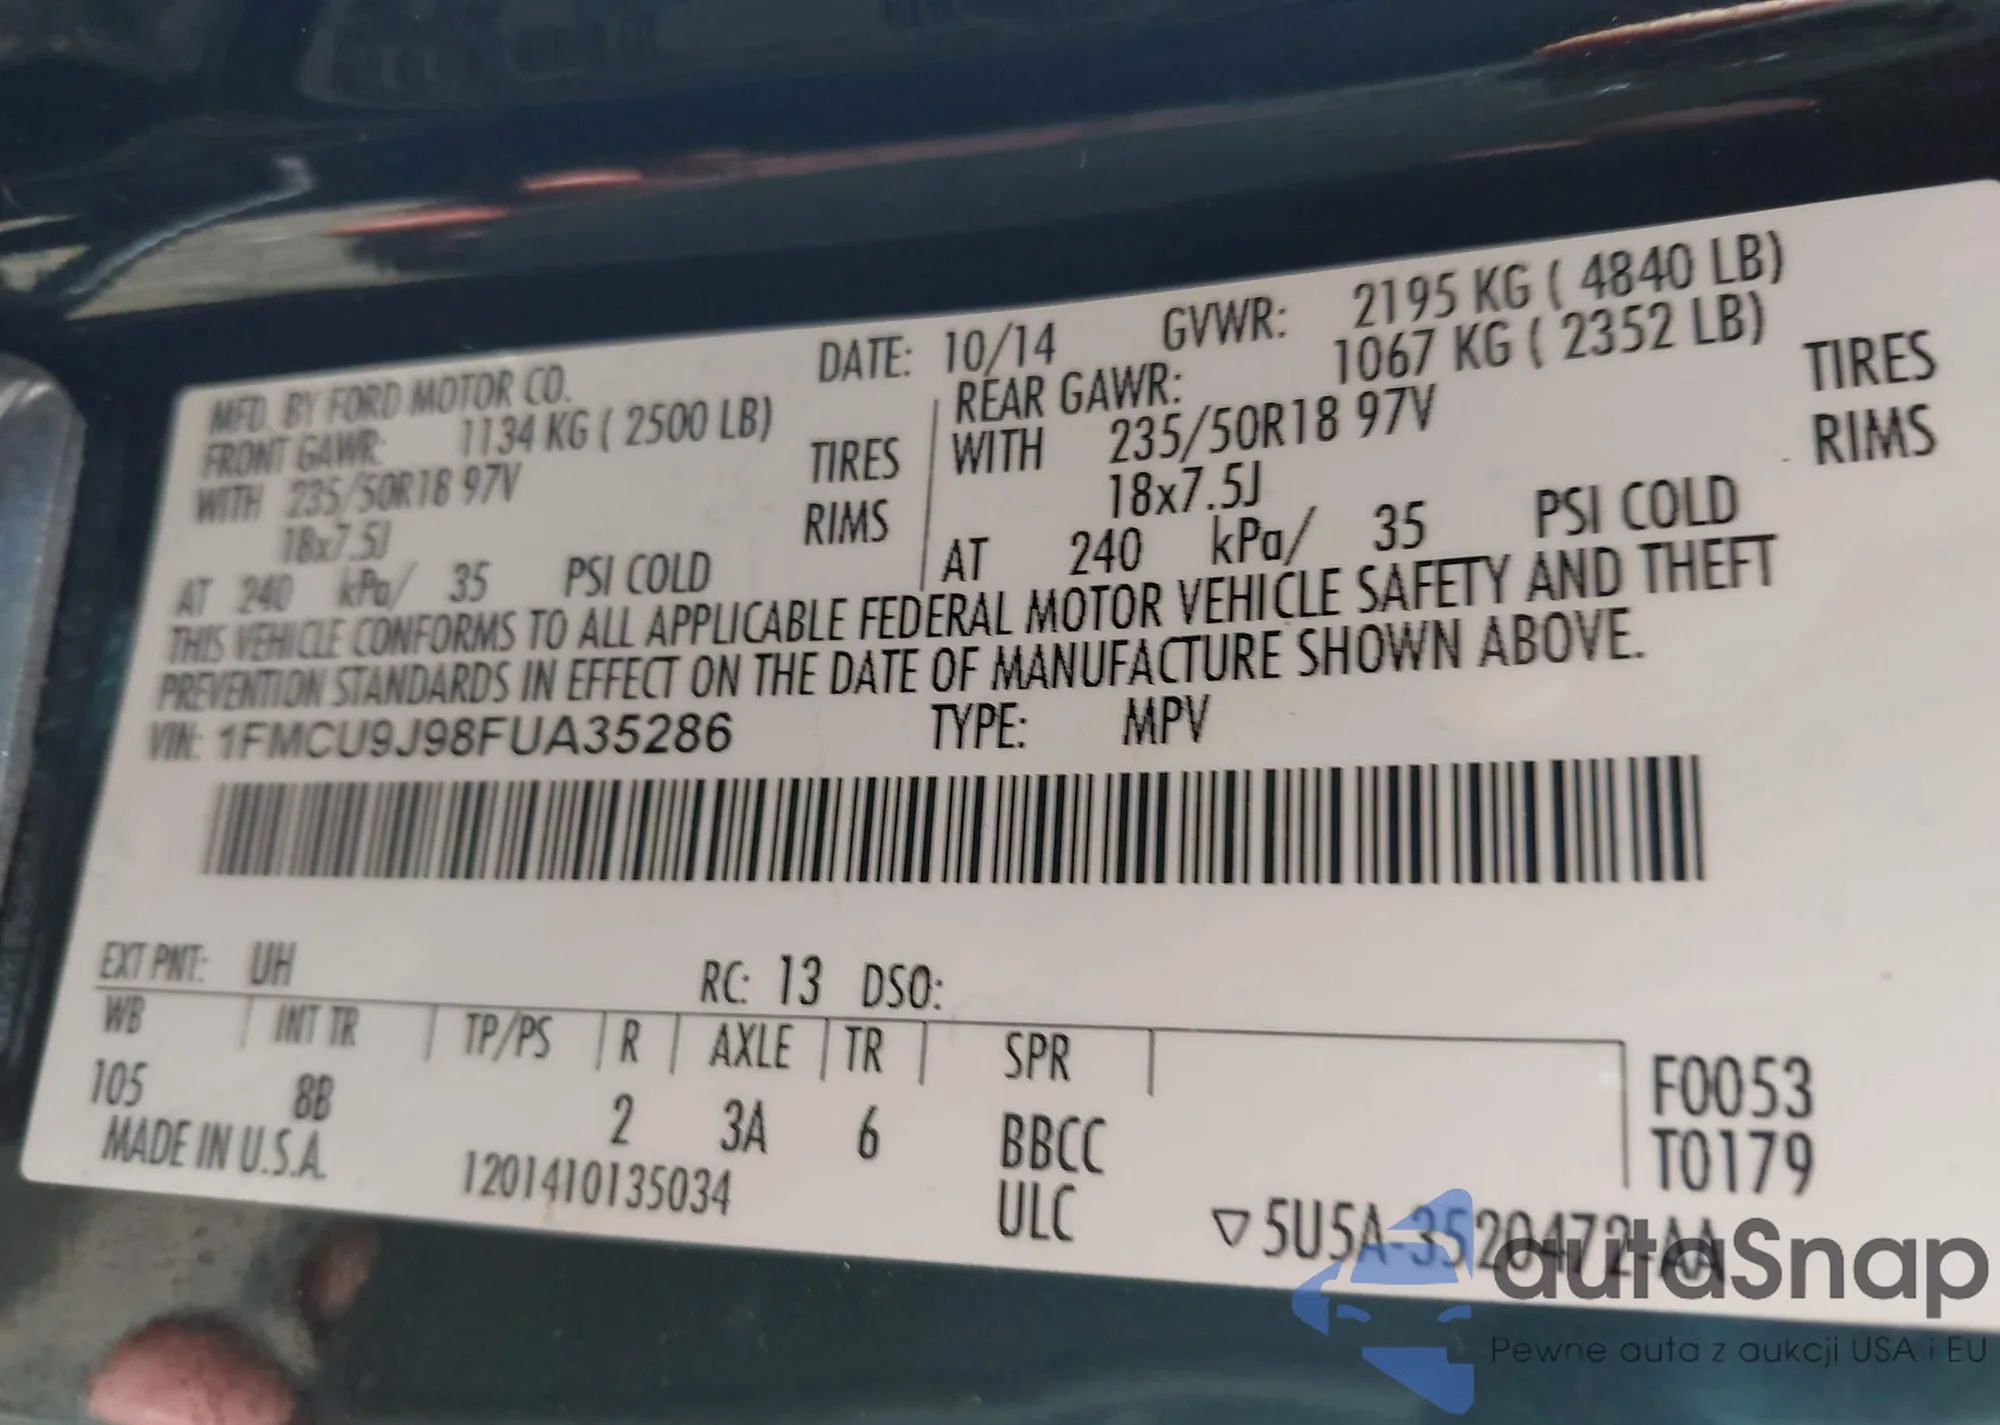 MFD. BY FORD MOTOR CO. DATE: 10/14 GVWR: 2195 KG ( 4840 LB)
FRONT GAWR: 1134 KG ( 2500 LB) REAR GAWR: 1067 KG ( 2352 LB)
WITH 235/50R18 97V TIRES WITH 235/50R18 97V TIRES
18x7.5J RIMS 18x7.5J RIMS
AT 240 kPa/ 35 PSI COLD AT 240 kPa/ 35 PSI COLD
THIS VEHICLE CONFORMS TO ALL APPLICABLE FEDERAL MOTOR VEHICLE SAFETY AND THEFT
PREVENTION STANDARDS IN EFFECT ON THE DATE OF MANUFACTURE SHOWN ABOVE.
VIN: 1FMCU9J98FUA35286 TYPE: MPV
EXT PNT: UH RC: 13 DSO:
WB INT TR TP/PS R AXLE TR SPR F0053
105 8B 2 3A 6 BBCC T0179
MADE IN U.S.A. 1201410135034 ULC ▽5U5A-3520472-AA
autaSnap
Pewne auta z aukcji USA i EU